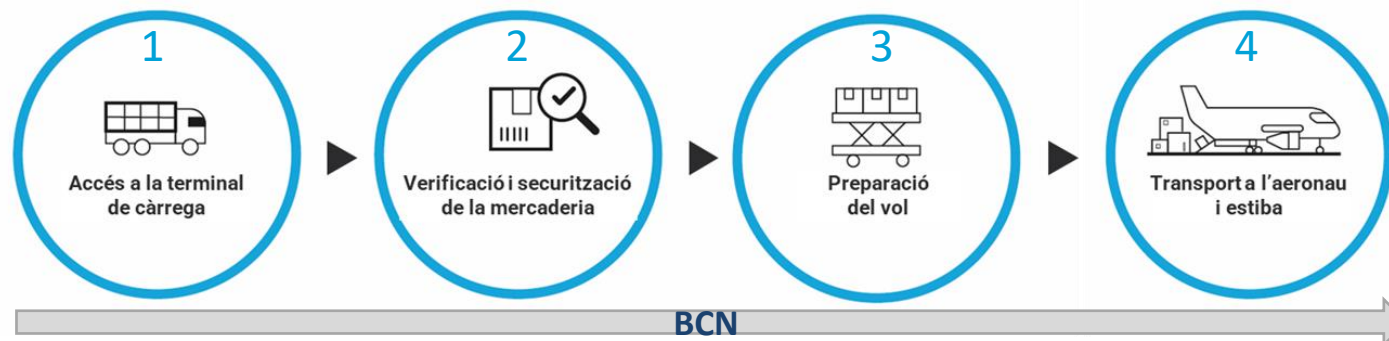 1
Accés a la terminal
de càrrega
2
Verificació i securització
de la mercaderia
3
Preparació
del vol
4
Transport a l'aeronau
i estiba
BCN